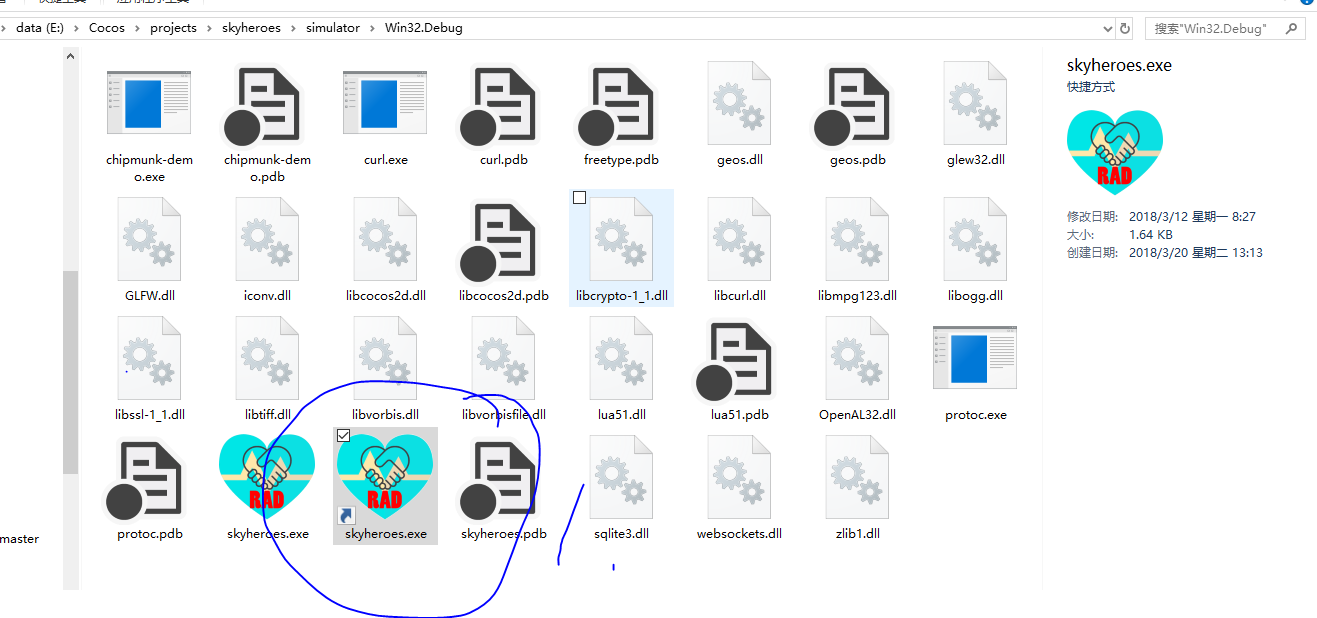 data (E:) > Cocos > projects > skyheroes > simulator > Win32.Debug
搜索"Win32.Debug"
chipmunk-demo.exe
chipmunk-demo.pdb
curl.exe
curl.pdb
freetype.pdb
geos.dll
geos.pdb
glew32.dll
GLFW.dll
iconv.dll
libcocos2d.dll
libcocos2d.pdb
libcrypto-1_1.dll
libcurl.dll
libmpg123.dll
libogg.dll
libssl-1_1.dll
libtiff.dll
libvorbis.dll
libvorbisfile.dll
lua51.dll
lua51.pdb
OpenAL32.dll
protoc.exe
RAD
RAD
protoc.pdb
skyheroes.exe
skyheroes.exe
skyheroes.pdb
sqlite3.dll
websockets.dll
zlib1.dll
master
skyheroes.exe
快捷方式
RAD
修改日期: 2018/3/12 星期一 8:27
大小: 1.64 KB
创建日期: 2018/3/20 星期二 13:13